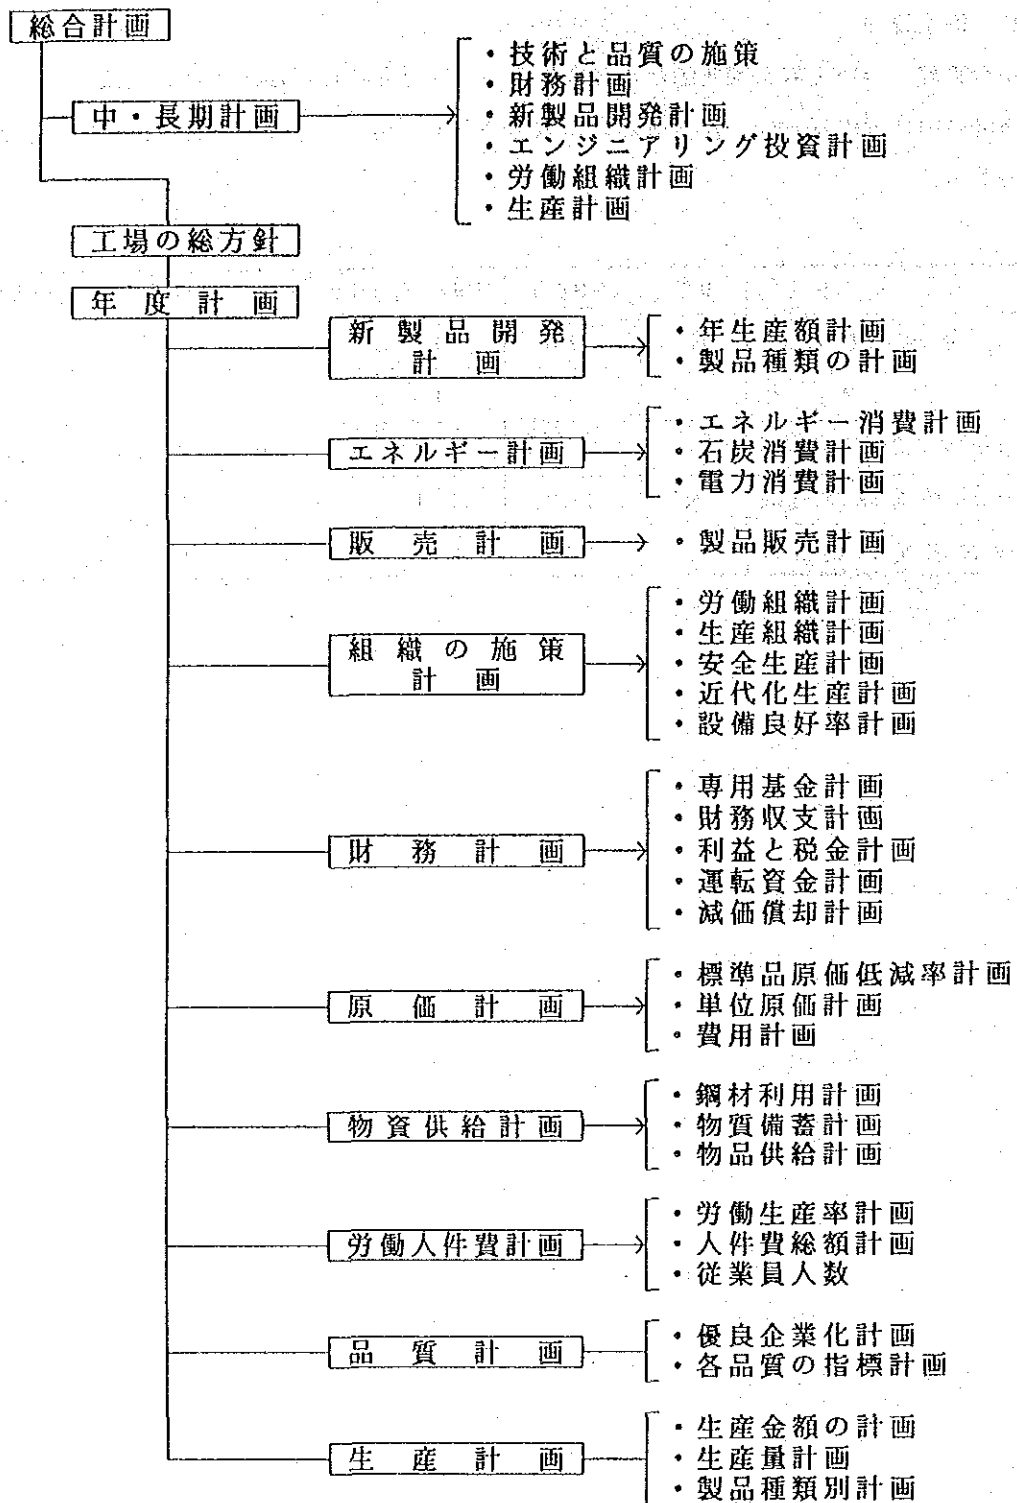 総合計画
中・長期計画
・技術と品質の施策
・財務計画
・新製品開発計画
・エンジニアリング投資計画
・労働組織計画
・生産計画
工場の総方針
年度計画
新製品開発
計画
・年生産額計画
・製品種類の計画
エネルギー計画
・エネルギー消費計画
・石炭消費計画
・電力消費計画
販売計画
・製品販売計画
組織の施策
計画
・労働組織計画
・生産組織計画
・安全生産計画
・近代化生産計画
・設備良好率計画
財務計画
・専用基金計画
・財務収支計画
・利益と税金計画
・運転資金計画
・減価償却計画
原価計画
・標準品原価低減率計画
・単位原価計画
・費用計画
物資供給計画
・鋼材利用計画
・物質備蓄計画
・物品供給計画
労働人件費計画
・労働生産率計画
・人件費総額計画
・従業員人数
品質計画
・優良企業化計画
・各品質の指標計画
生産計画
・生産金額の計画
・生産量計画
・製品種類別計画